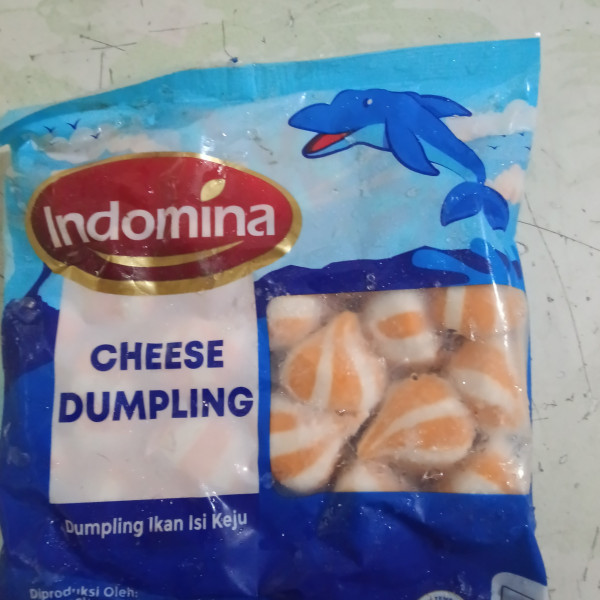 Indomina
CHEESE
DUMPLING
Dumpling Ikan Isi Keju
Diproduksi Oleh: